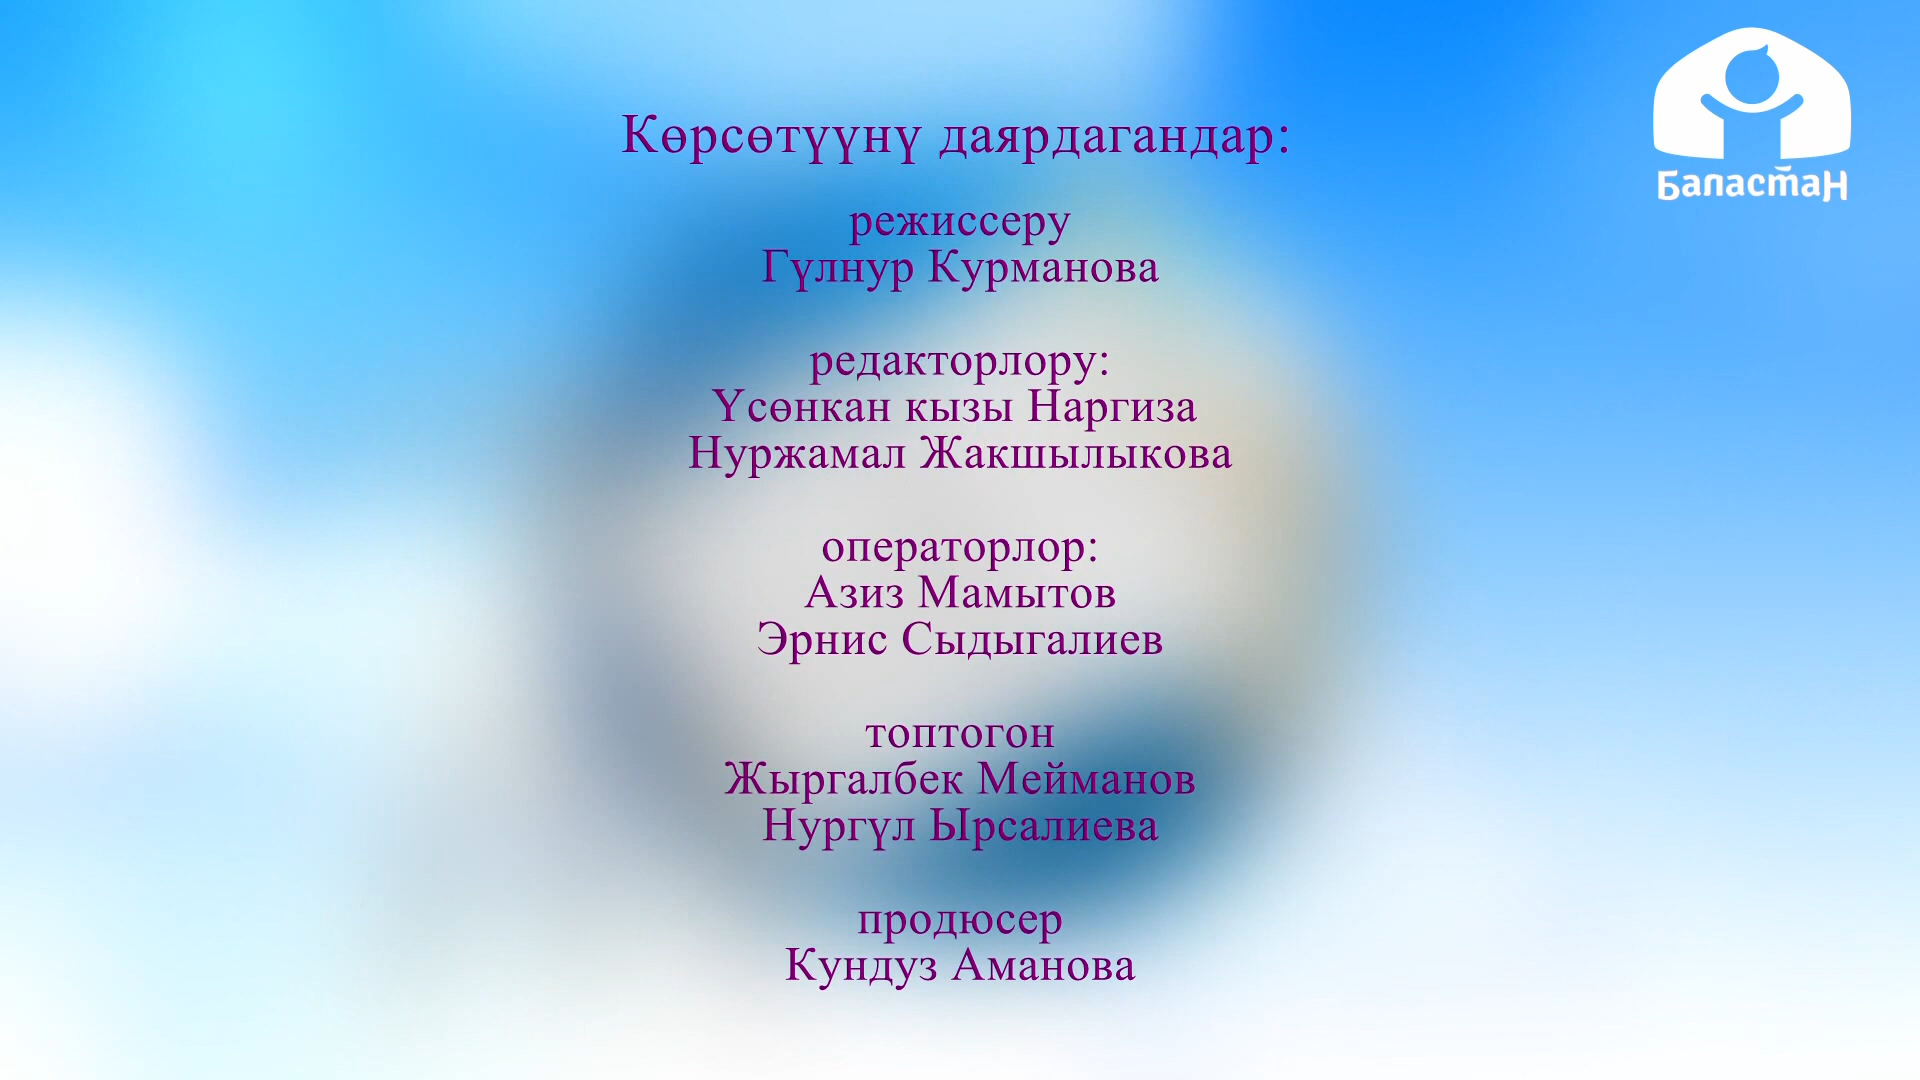 Көрсөтүүнү даярдагандар:
Баластан
режиссеру
Гүлнур Курманова
редакторлору:
Үсөнкан кызы Наргиза
Нуржамал Жакшылыкова
операторлор:
Азиз Мамытов
Эрнис Сыдыгалиев
топтогон
Жыргалбек Мейманов
Нургүл Ырсалиева
продюсер
Кундуз Аманова